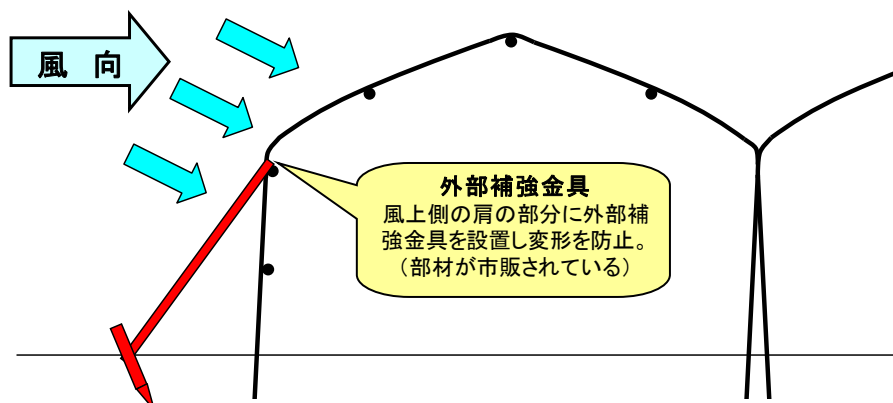 風　向
外部補強金具
風上側の肩の部分に外部補
強金具を設置し変形を防止。
（部材が市販されている）